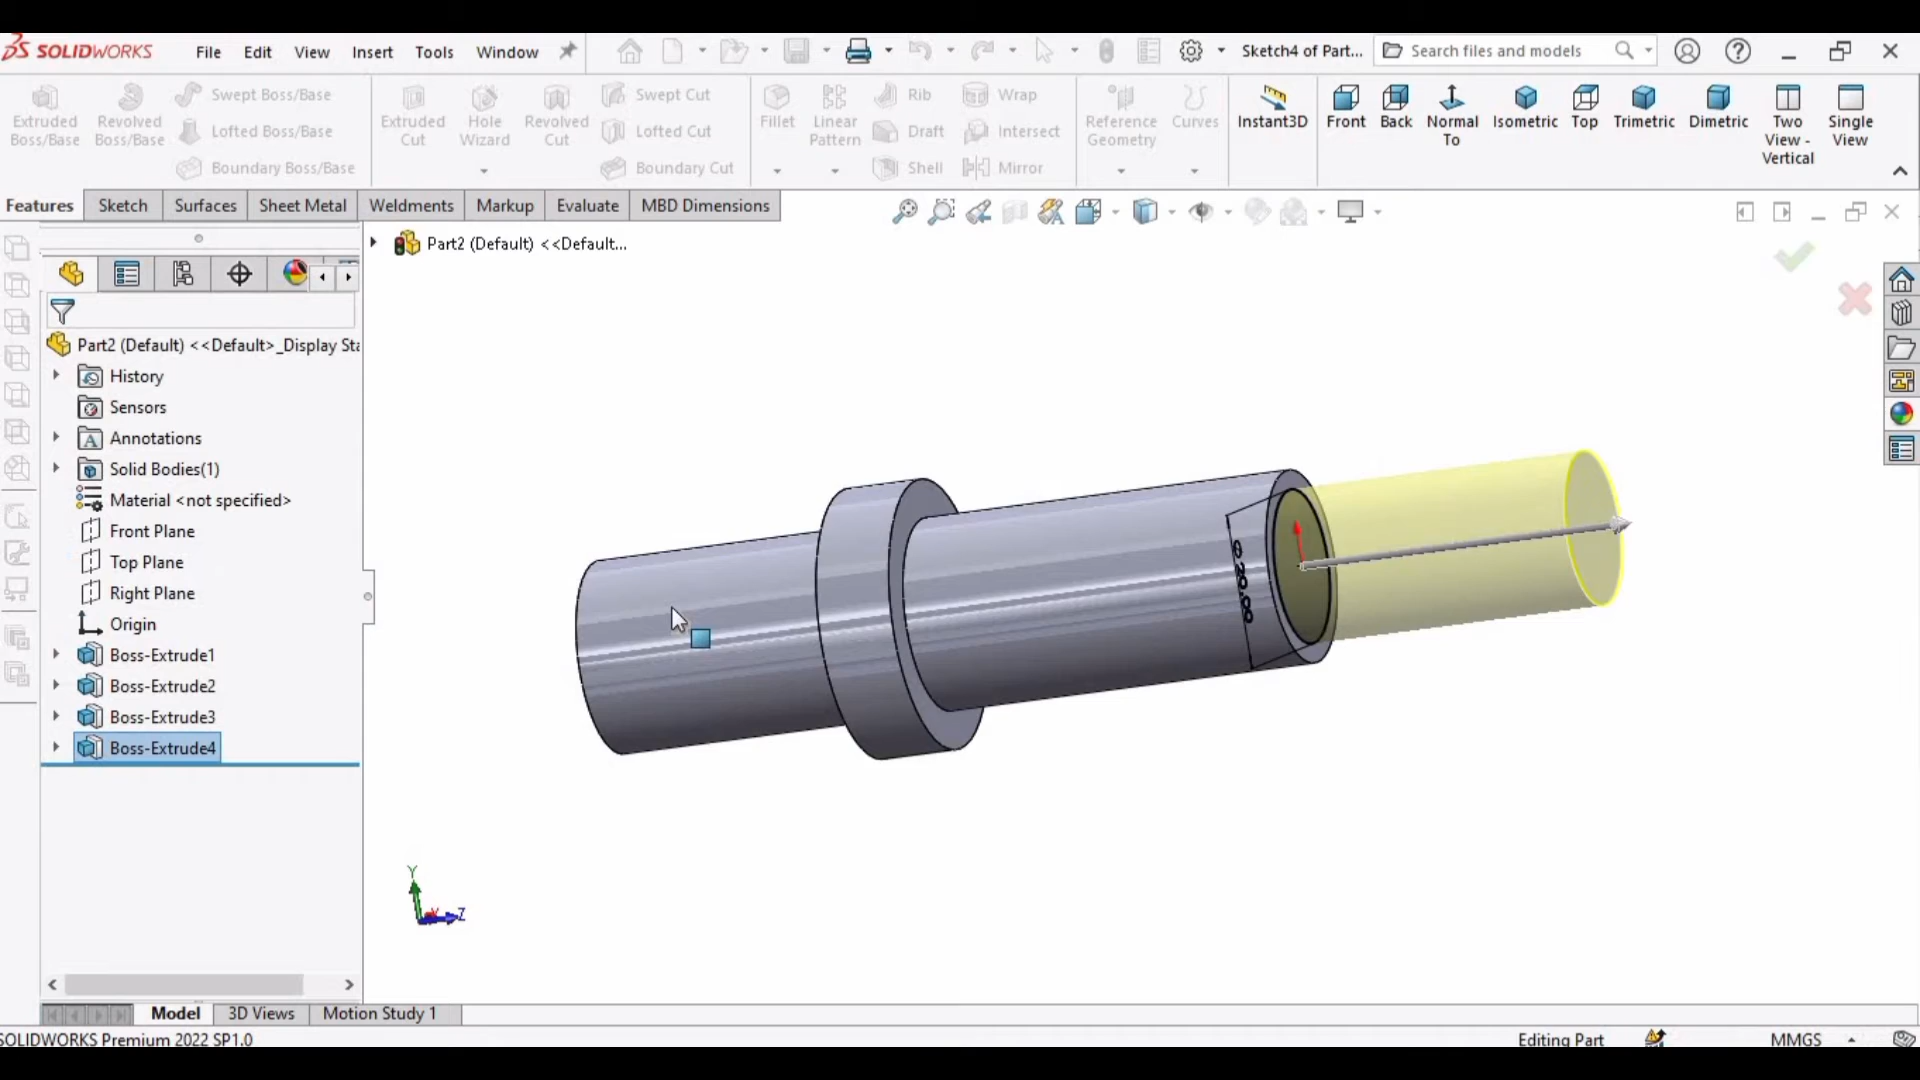 SOLIDWORKS File Edit View Insert Tools Window Sketch4 of Part... Search files and models
Extruded Boss/Base
Revolved Boss/Base
Swept Boss/Base
Lofted Boss/Base
Boundary Boss/Base
Extruded Cut
Hole Wizard
Revolved Cut
Swept Cut
Lofted Cut
Boundary Cut
Fillet
Linear Pattern
Rib
Draft
Shell
Wrap
Intersect
Mirror
Reference Geometry
Curves
Instant3D
Front
Back
Normal To
Isometric
Top
Trimetric
Dimetric
Two View - Vertical
Single View
Features Sketch Surfaces Sheet Metal Weldments Markup Evaluate MBD Dimensions
Part2 (Default) <<Default...
Part2 (Default) <<Default>_Display Sta
History
Sensors
Annotations
Solid Bodies(1)
Material <not specified>
Front Plane
Top Plane
Right Plane
Origin
Boss-Extrude1
Boss-Extrude2
Boss-Extrude3
Boss-Extrude4
⌀20.00
Y
X
Z
Model 3D Views Motion Study 1
SOLIDWORKS Premium 2022 SP1.0 Editing Part MMGS